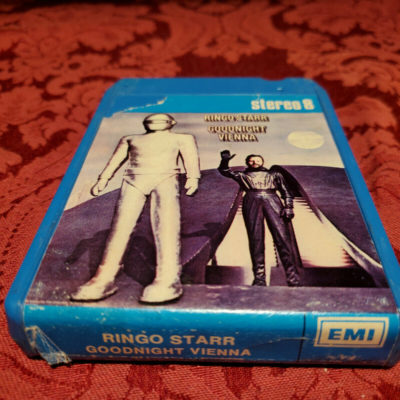 stereo 8
RINGO STARR
GOODNIGHT
VIENNA
RINGO STARR
GOODNIGHT VIENNA
EMI